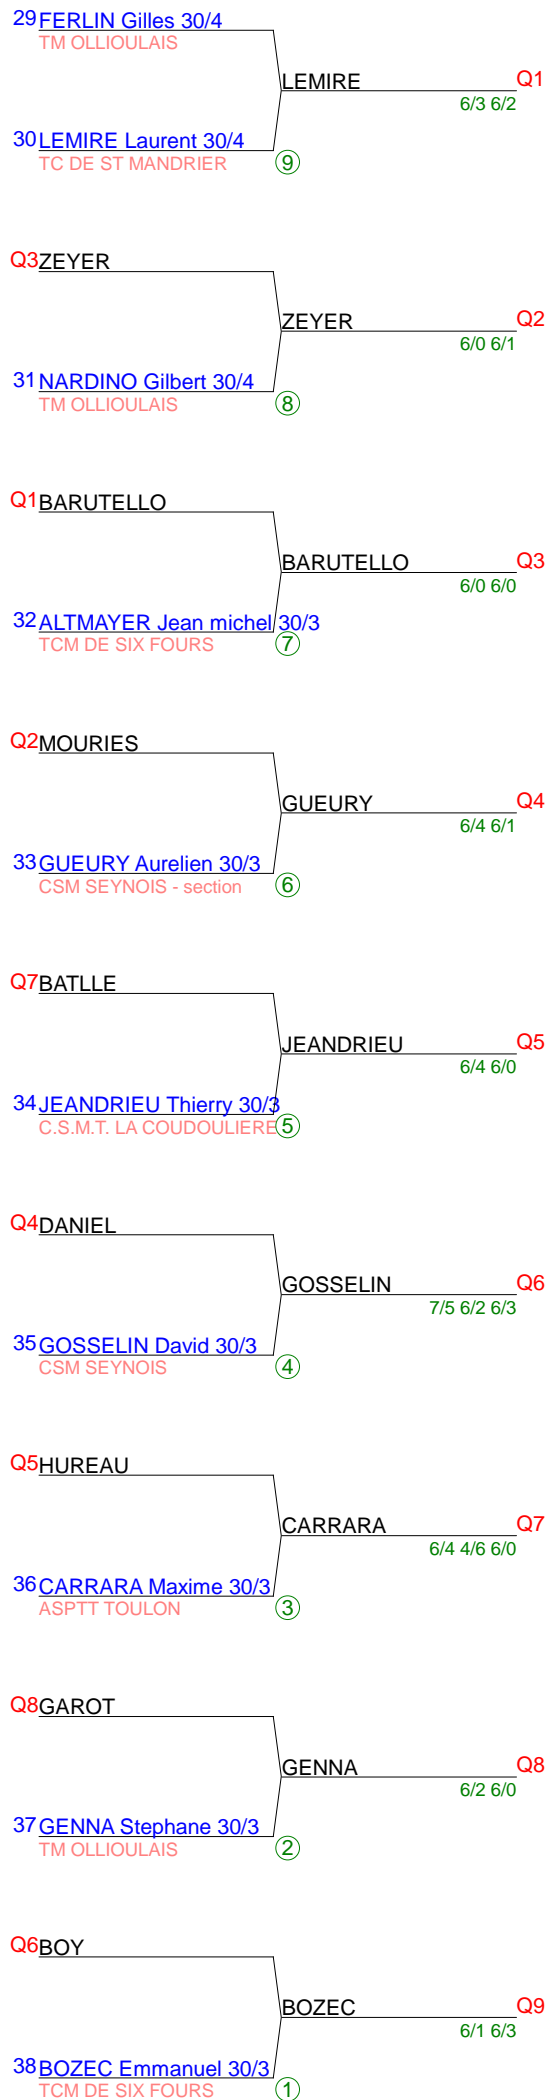 29 FERLIN Gilles 30/4
TM OLLIOULAIS
LEMIRE Q1
6/3 6/2
30 LEMIRE Laurent 30/4
TC DE ST MANDRIER 9
Q3 ZEYER
ZEYER Q2
6/0 6/1
31 NARDINO Gilbert 30/4
TM OLLIOULAIS 8
Q1 BARUTELLO
BARUTELLO Q3
6/0 6/0
32 ALTMAYER Jean michel 30/3
TCM DE SIX FOURS 7
Q2 MOURIES
GUEURY Q4
6/4 6/1
33 GUEURY Aurelien 30/3
CSM SEYNOIS - section 6
Q7 BATLLE
JEANDRIEU Q5
6/4 6/0
34 JEANDRIEU Thierry 30/3
C.S.M.T. LA COUDOULIERE 5
Q4 DANIEL
GOSSELIN Q6
7/5 6/2 6/3
35 GOSSELIN David 30/3
CSM SEYNOIS 4
Q5 HUREAU
CARRARA Q7
6/4 4/6 6/0
36 CARRARA Maxime 30/3
ASPTT TOULON 3
Q8 GAROT
GENNA Q8
6/2 6/0
37 GENNA Stephane 30/3
TM OLLIOULAIS 2
Q6 BOY
BOZEC Q9
6/1 6/3
38 BOZEC Emmanuel 30/3
TCM DE SIX FOURS 1